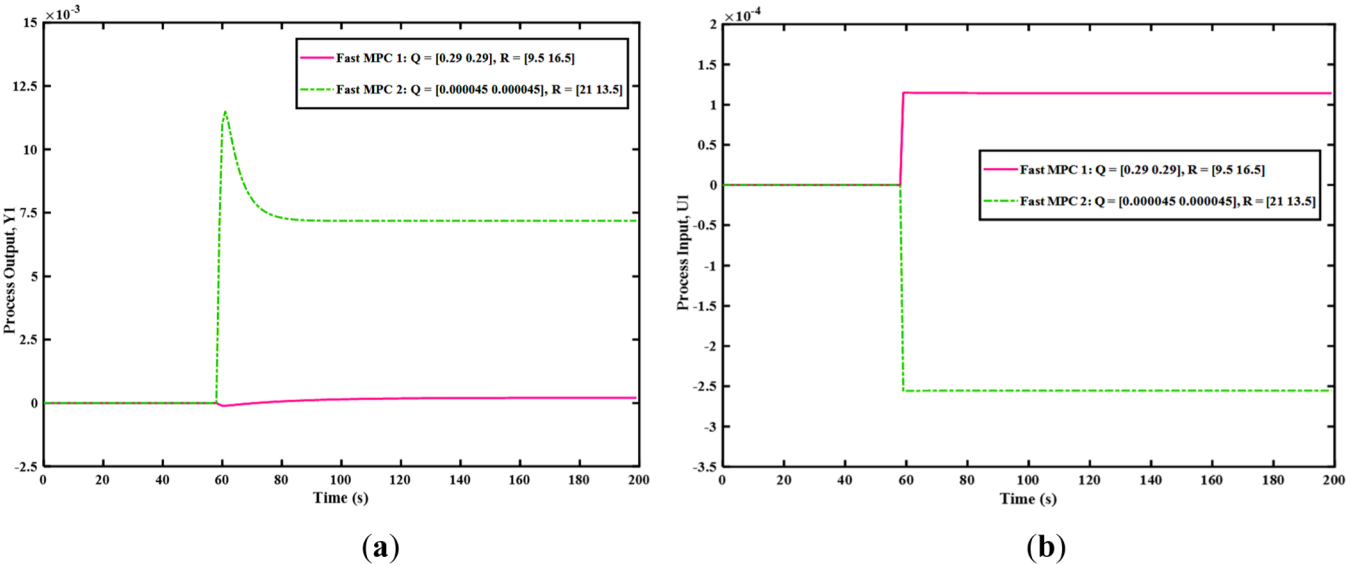 ×10⁻³
15
12.5
10
7.5
5
2.5
0
-2.5
Process Output, Y1
Fast MPC 1: Q = [0.29 0.29], R = [9.5 16.5]
Fast MPC 2: Q = [0.000045 0.000045], R = [21 13.5]
0 20 40 60 80 100 120 140 160 180 200
Time (s)
(a)
×10⁻⁴
2
1.5
1
0.5
0
-0.5
-1
-1.5
-2
-2.5
-3
-3.5
Process Input, U1
Fast MPC 1: Q = [0.29 0.29], R = [9.5 16.5]
Fast MPC 2: Q = [0.000045 0.000045], R = [21 13.5]
0 20 40 60 80 100 120 140 160 180 200
Time (s)
(b)